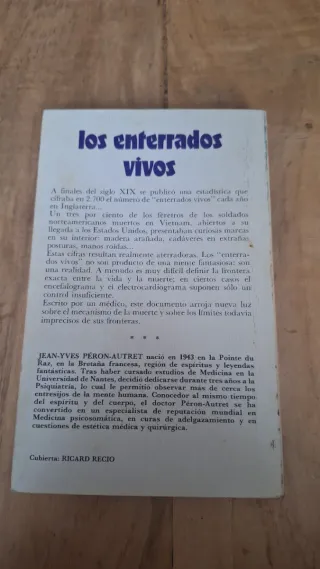 los enterrados
vivos
A finales del siglo XIX se publicó una estadística que
cifraba en 2.700 el número de "enterrados vivos" cada año
en Inglaterra...
Un tres por ciento de los féretros de los soldados
norteamericanos muertos en Vietnam, abiertos a su
llegada a los Estados Unidos, presentaban curiosas marcas
en su interior: madera arañada, cadáveres en extrañas
posturas, manos roídas...
Estas cifras resultan aterradoras. Los "enterra-
dos vivos" no son producto de una mente fantasiosa: son
una realidad. A menudo es muy difícil definir la frontera
exacta entre la vida y la muerte; en ciertos casos el
encefalograma y el electrocardiograma suponen sólo un
control insuficiente.
Escrito por un médico, este documento arroja nueva luz
sobre el mecanismo de la muerte y sobre los límites todavía
imprecisos de sus fronteras.
* * *
JEAN-YVES PÉRON-AUTRET nació en 1943 en la Pointe du
Raz, en la Bretaña francesa, región de espíritus y leyendas
fantásticas. Tras haber cursado estudios de Medicina en la
Universidad de Nantes, decidió dedicarse durante tres años a la
Psiquiatría, lo cual le permitió observar más de cerca los
entresijos de la mente humana. Conocedor al mismo tiempo
del espíritu y del cuerpo, el doctor Péron-Autret se ha
convertido en un especialista de reputación mundial en
Medicina psicosomática, en curas de adelgazamiento y en
cuestiones de estética médica y quirúrgica.
Cubierta: RICARD RECIO